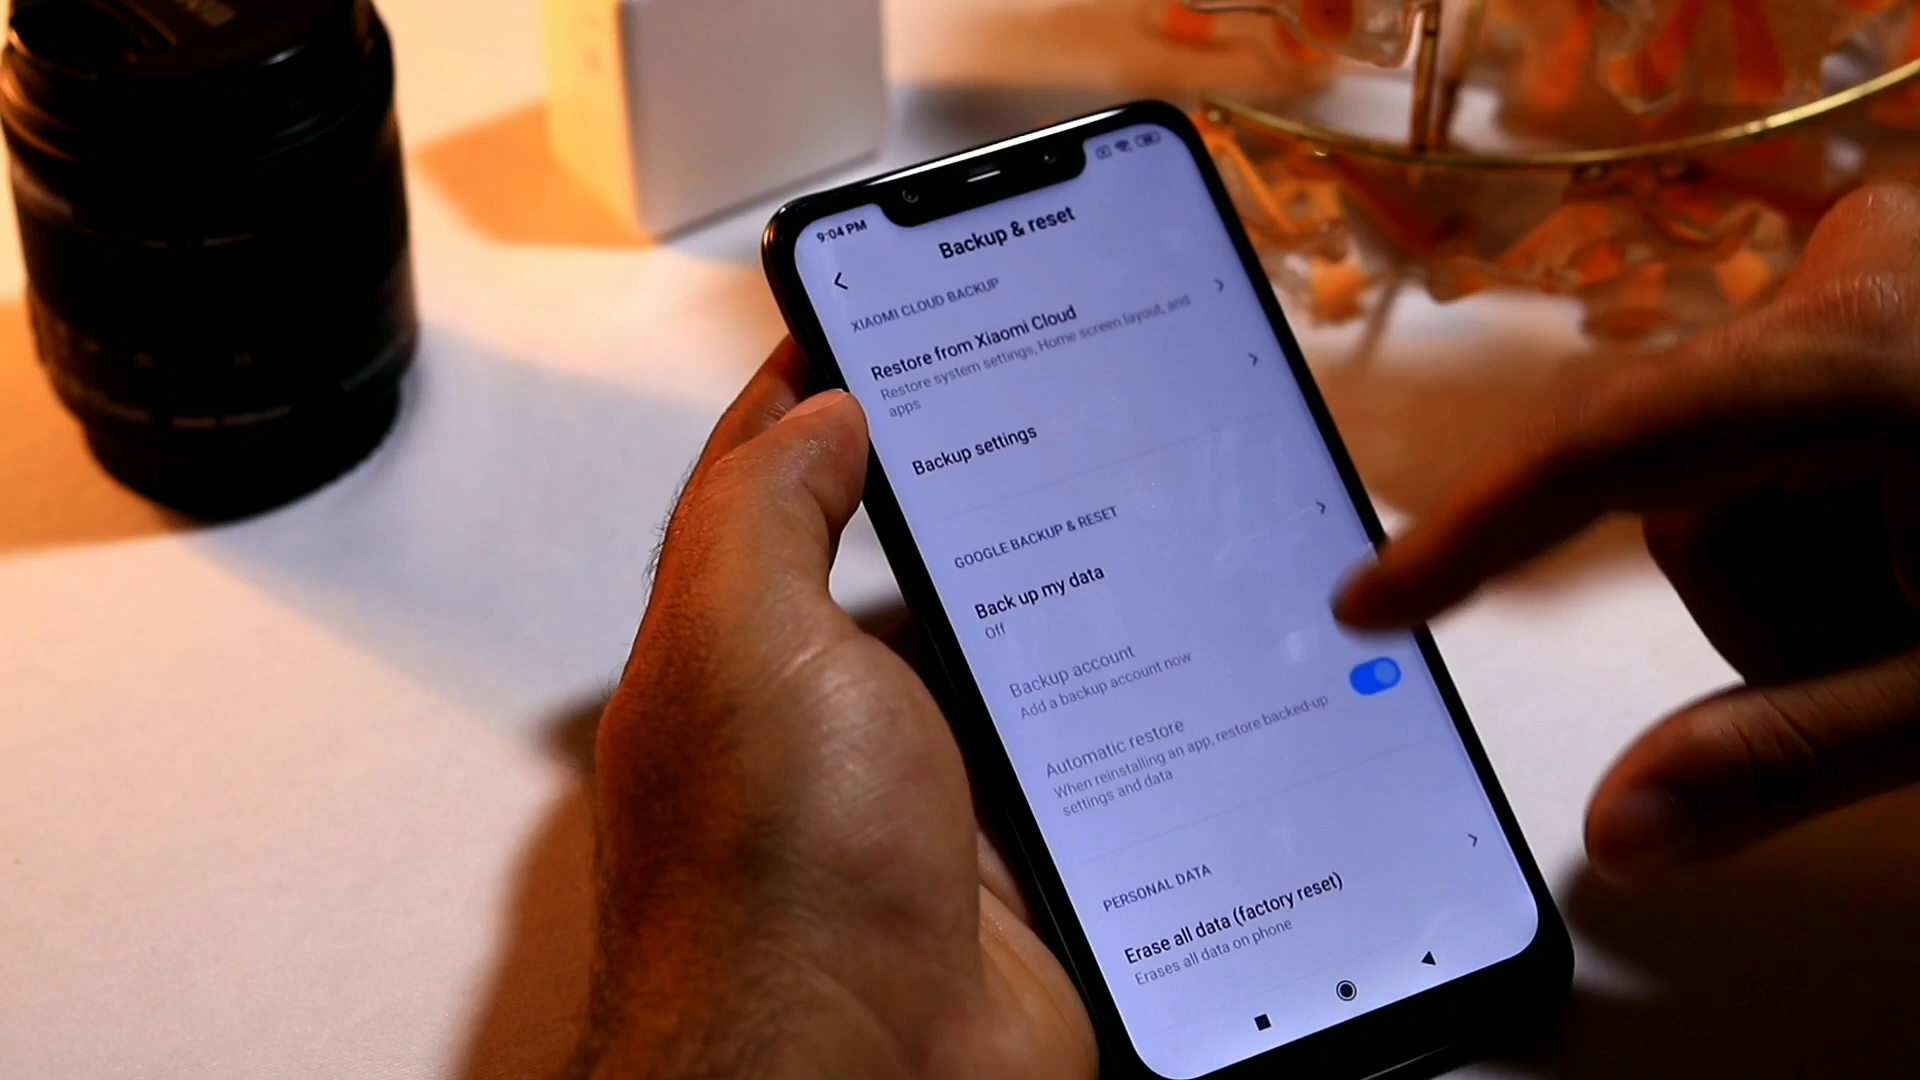 9:04 PM
Backup & reset
XIAOMI CLOUD BACKUP
Restore from Xiaomi Cloud
Restore system settings, Home screen layout, and
apps
Backup settings
GOOGLE BACKUP & RESET
Back up my data
Off
Backup account
Add a backup account now
Automatic restore
When reinstalling an app, restore backed-up
settings and data
PERSONAL DATA
Erase all data (factory reset)
Erases all data on phone